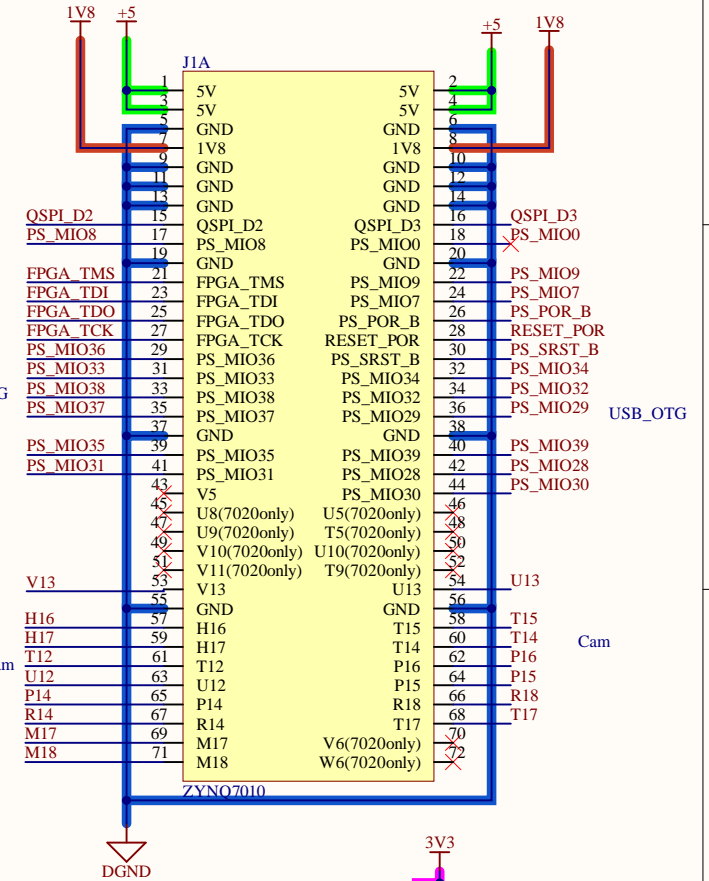 1V8 +5 +5 1V8
J1A
1 5V 5V 2
3 5V 5V 4
5 GND GND 6
7 1V8 1V8 8
9 GND GND 10
11 GND GND 12
13 GND GND 14
QSPI_D2 15 QSPI_D2 QSPI_D3 16 QSPI_D3
PS_MIO8 17 PS_MIO8 PS_MIO0 18 PS_MIO0
19 GND GND 20
FPGA_TMS 21 FPGA_TMS PS_MIO9 22 PS_MIO9
FPGA_TDI 23 FPGA_TDI PS_MIO7 24 PS_MIO7
FPGA_TDO 25 FPGA_TDO PS_POR_B 26 PS_POR_B
FPGA_TCK 27 FPGA_TCK RESET_POR 28 RESET_POR
PS_MIO36 29 PS_MIO36 PS_SRST_B 30 PS_SRST_B
PS_MIO33 31 PS_MIO33 PS_MIO34 32 PS_MIO34
G PS_MIO38 33 PS_MIO38 PS_MIO32 34 PS_MIO32
PS_MIO37 35 PS_MIO37 PS_MIO29 36 PS_MIO29 USB_OTG
37 GND GND 38
PS_MIO35 39 PS_MIO35 PS_MIO39 40 PS_MIO39
PS_MIO31 41 PS_MIO31 PS_MIO28 42 PS_MIO28
43 V5 PS_MIO30 44 PS_MIO30
45 U8(7020only) U5(7020only) 46
47 U9(7020only) T5(7020only) 48
49 V10(7020only) U10(7020only) 50
51 V11(7020only) T9(7020only) 52
V13 53 V13 U13 54 U13
55 GND GND 56
H16 57 H16 T15 58 T15
H17 59 H17 T14 60 T14 Cam
am T12 61 T12 P16 62 P16
U12 63 U12 P15 64 P15
P14 65 P14 R18 66 R18
R14 67 R14 T17 68 T17
M17 69 M17 V6(7020only) 70
M18 71 M18 W6(7020only) 72
ZYNQ7010
3V3
DGND